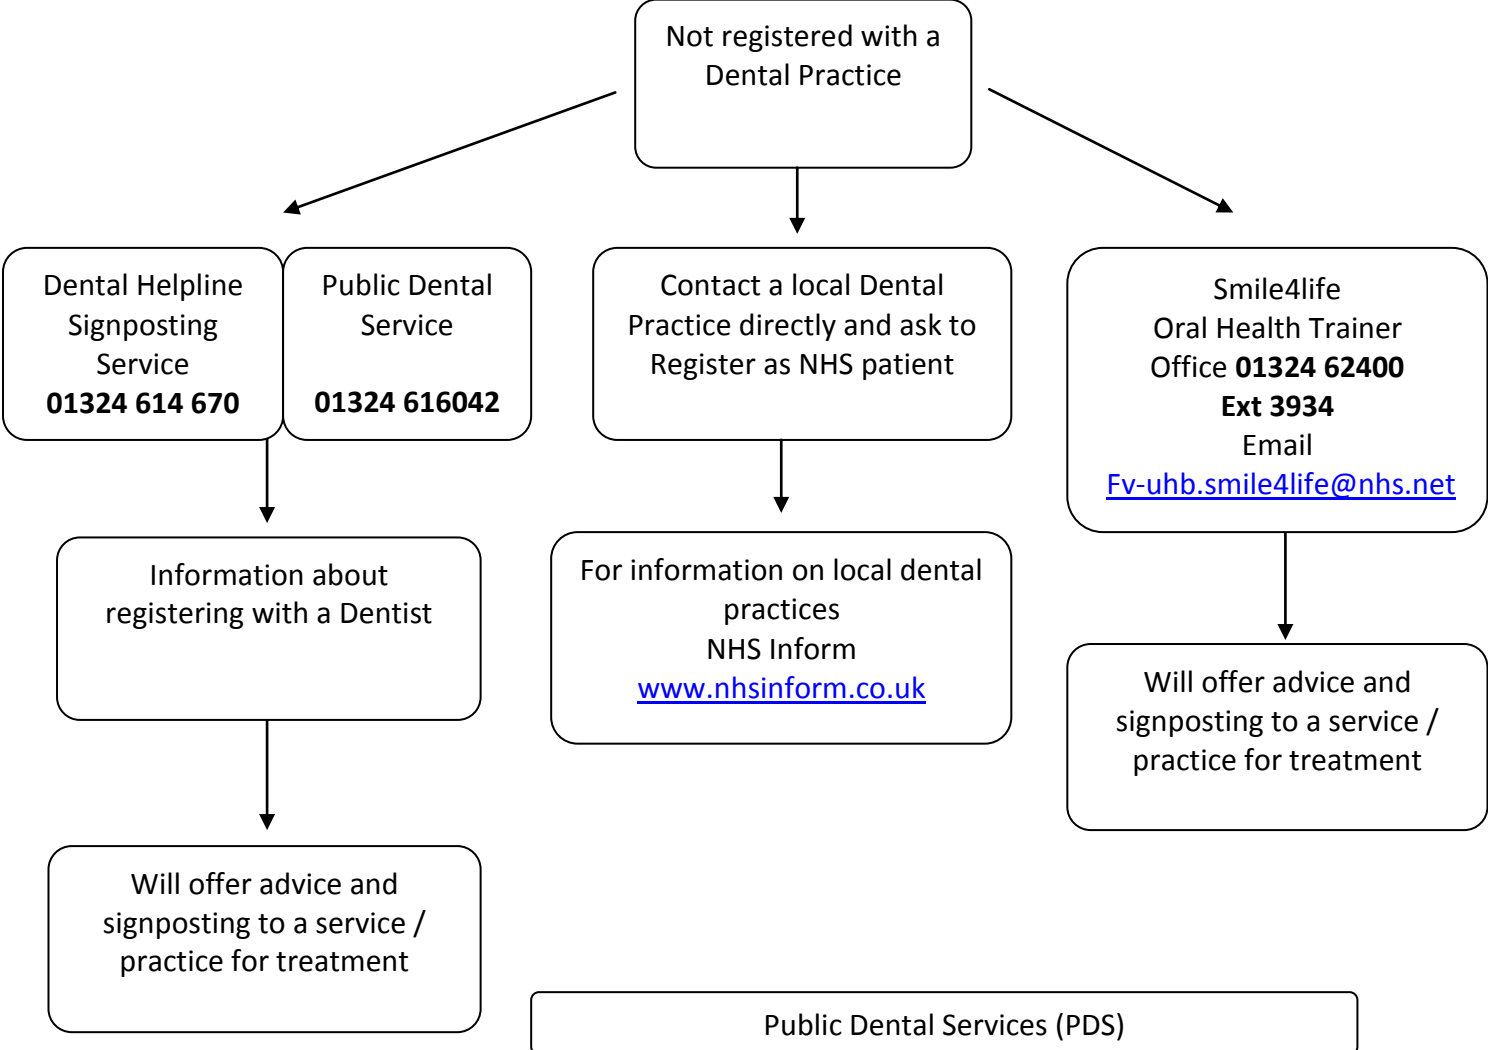 Not registered with a
Dental Practice
Dental Helpline
Signposting
Service
01324 614 670
Public Dental
Service
01324 616042
Contact a local Dental
Practice directly and ask to
Register as NHS patient
Smile4life
Oral Health Trainer
Office 01324 62400
Ext 3934
Email
Fv-uhb.smile4life@nhs.net
Information about
registering with a Dentist
For information on local dental
practices
NHS Inform
www.nhsinform.co.uk
Will offer advice and
signposting to a service /
practice for treatment
Will offer advice and
signposting to a service /
practice for treatment
Public Dental Services (PDS)